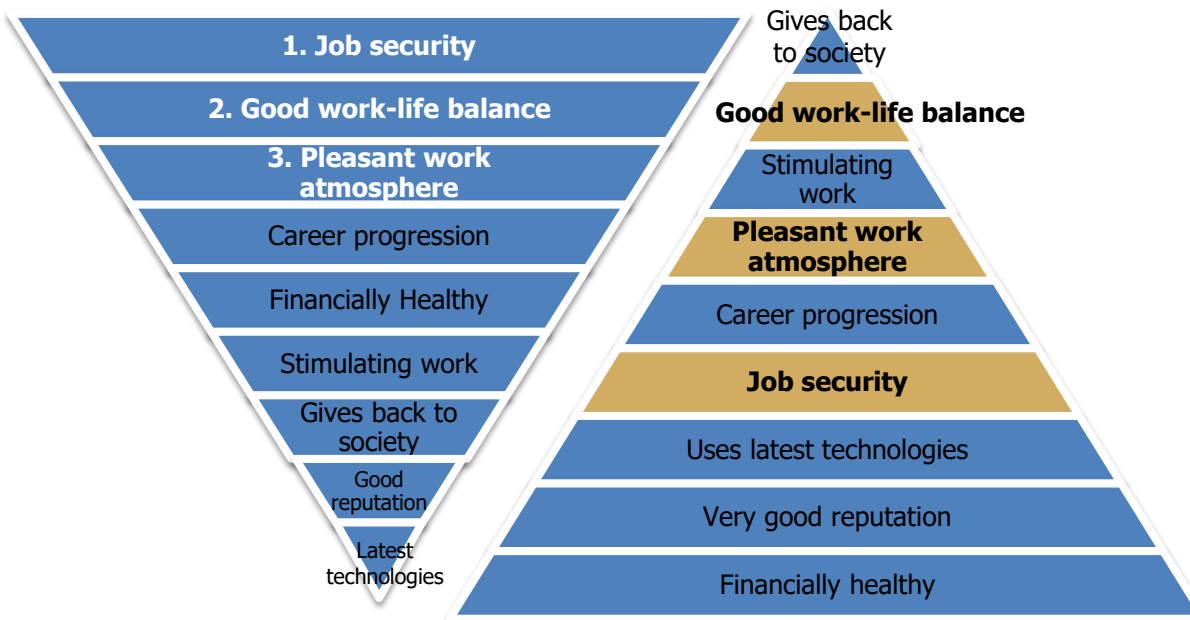 1. Job security
2. Good work-life balance
3. Pleasant work
atmosphere
Career progression
Financially Healthy
Stimulating work
Gives back to
society
Good
reputation
Latest
technologies
Gives back
to society
Good work-life balance
Stimulating
work
Pleasant work
atmosphere
Career progression
Job security
Uses latest technologies
Very good reputation
Financially healthy